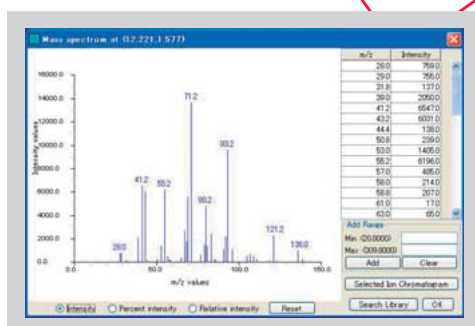 Mass spectrum at (12.221,1.577)
m/z Intensity
28.0 759.0
29.0 755.0
31.8 137.0
39.0 2050.0
41.2 6547.0
43.2 6031.0
44.4 138.0
50.8 239.0
53.0 1405.0
55.2 6196.0
57.0 485.0
58.0 214.0
58.8 207.0
61.0 17.0
63.0 65.0
Intensity values
16000.0
14000.0
12000.0
10000.0
8000.0
6000.0
4000.0
2000.0
0.0
71.2
93.2
41.2
55.2
80.2
121.2
28.0
136.0
0.0 50.0 100.0 150.0
m/z values
Add Range
Min (20.0000)
Max (309.9000)
Add Clear
Selected Ion Chromatogram
Search Library OK
Intensity Percent intensity Relative intensity Reset